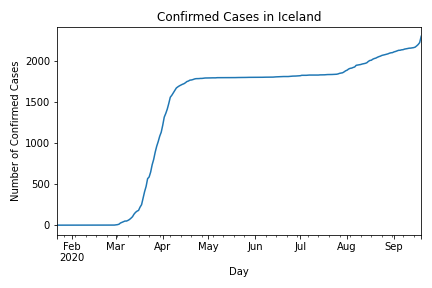 Confirmed Cases in Iceland
Number of Confirmed Cases
2000
1500
1000
500
0
Feb Mar Apr May Jun Jul Aug Sep
2020
Day